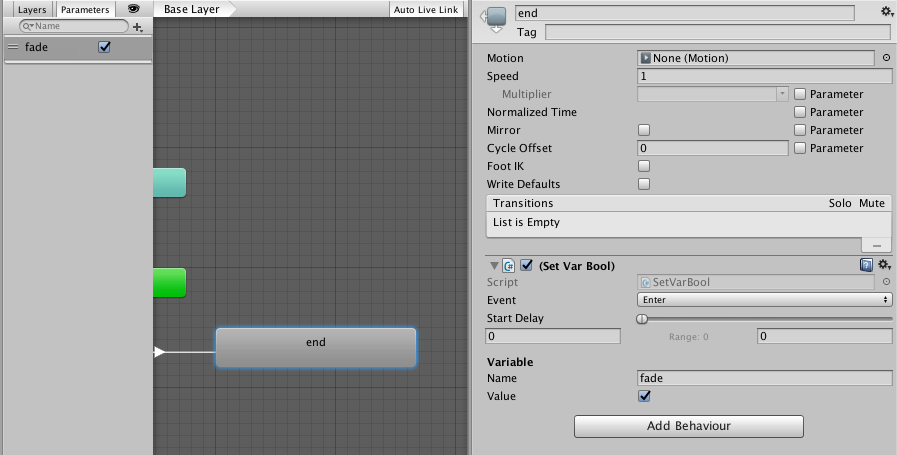 Layers Parameters
Name
fade
Base Layer
Auto Live Link
end
end
Tag
Motion None (Motion)
Speed 1
Multiplier Parameter
Normalized Time Parameter
Mirror Parameter
Cycle Offset 0 Parameter
Foot IK
Write Defaults
Transitions Solo Mute
List is Empty
(Set Var Bool)
Script SetVarBool
Event Enter
Start Delay
0 Range: 0 0
Variable
Name fade
Value
Add Behaviour